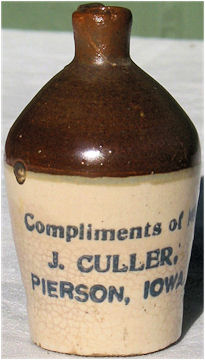 Compliments of
J. CULLER,
PIERSON, IOWA